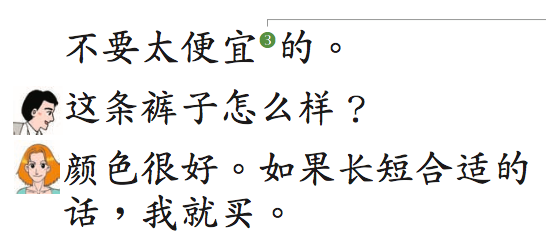 不要太便宜❸的。
这条裤子怎么样？
颜色很好。如果长短合适的
话，我就买。